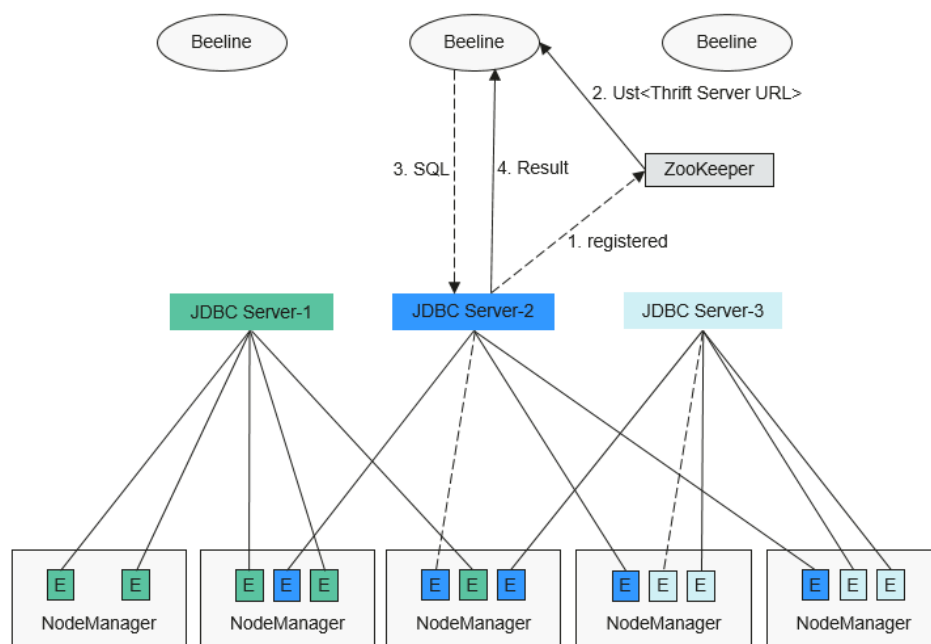 Beeline
Beeline
Beeline
2. Ust<Thrift Server URL>
3. SQL
4. Result
ZooKeeper
1. registered
JDBC Server-1
JDBC Server-2
JDBC Server-3
E
E
E
E
E
E
E
E
E
E
E
E
E
E
NodeManager
NodeManager
NodeManager
NodeManager
NodeManager